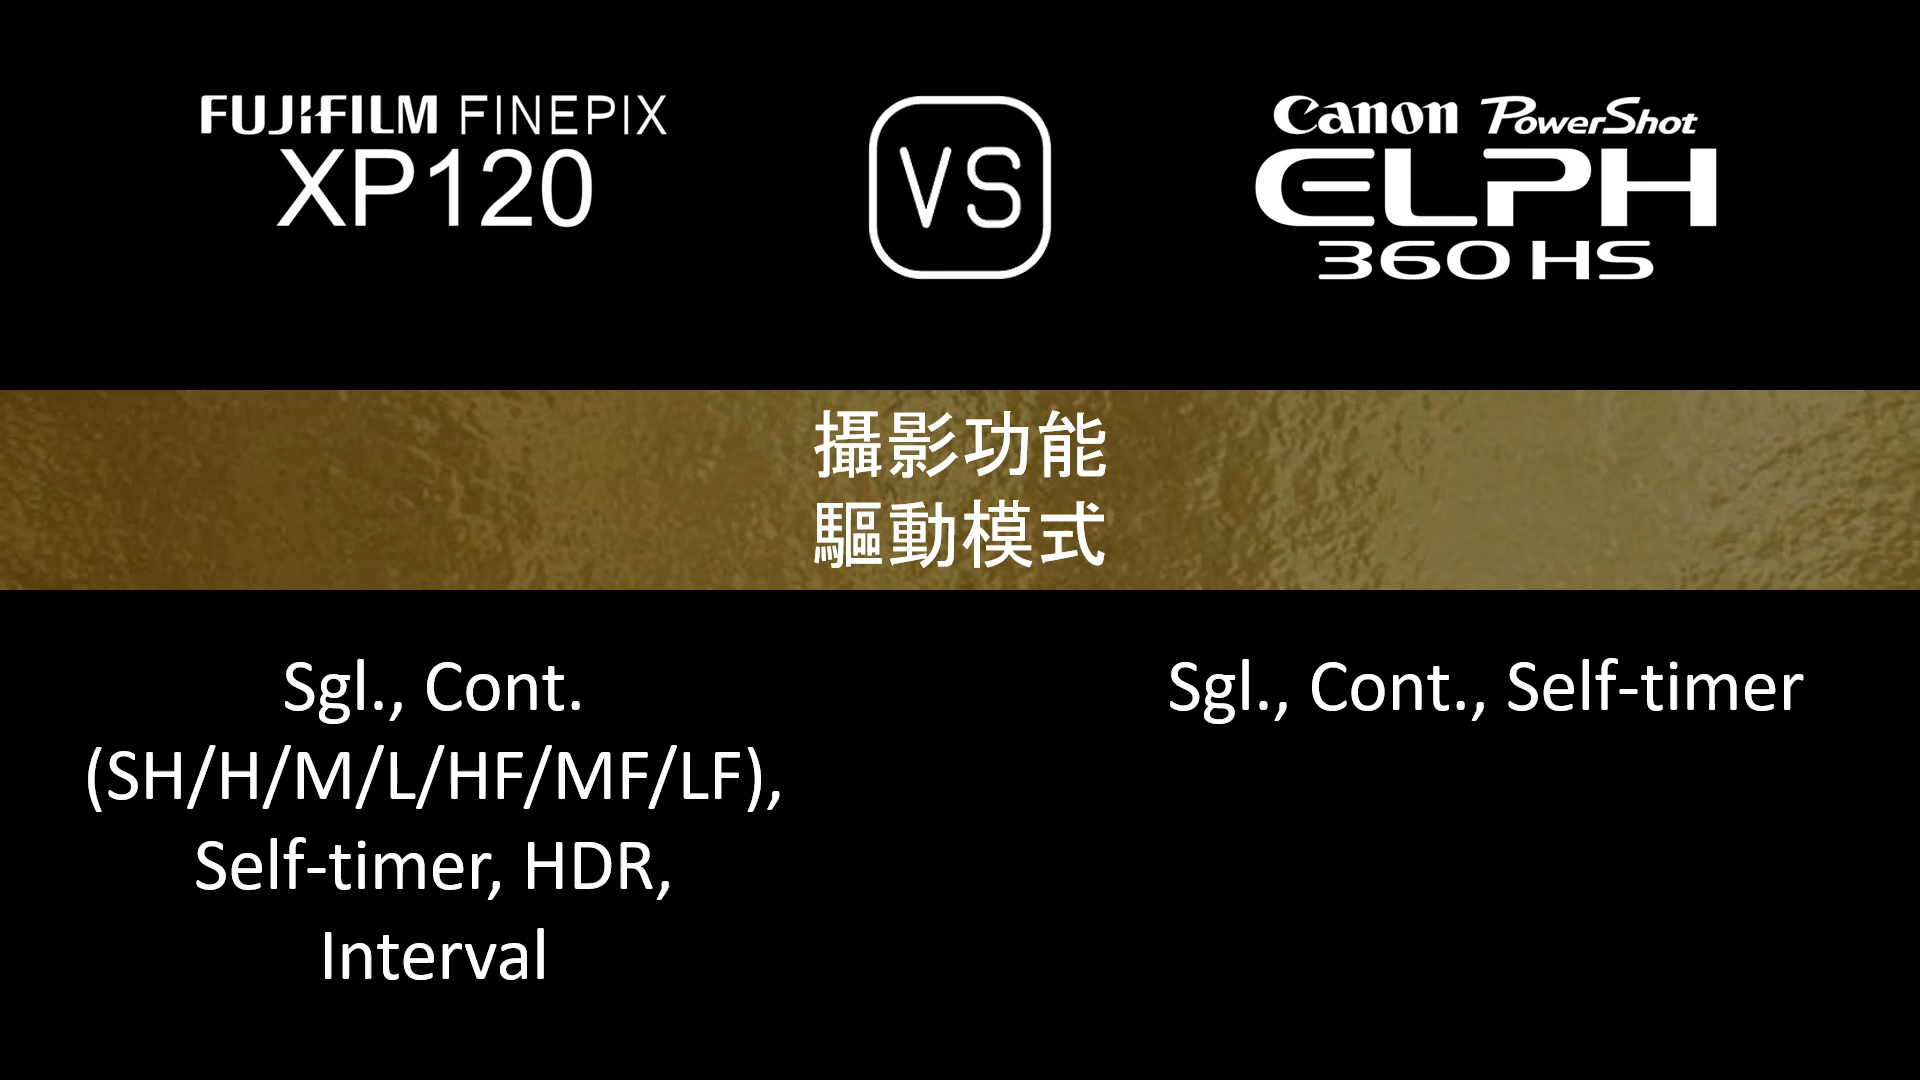 FUJIFILM FINEPIX
XP120
VS
Canon PowerShot
ELPH
360 HS
攝影功能
驅動模式
Sgl., Cont.
(SH/H/M/L/HF/MF/LF),
Self-timer, HDR,
Interval
Sgl., Cont., Self-timer